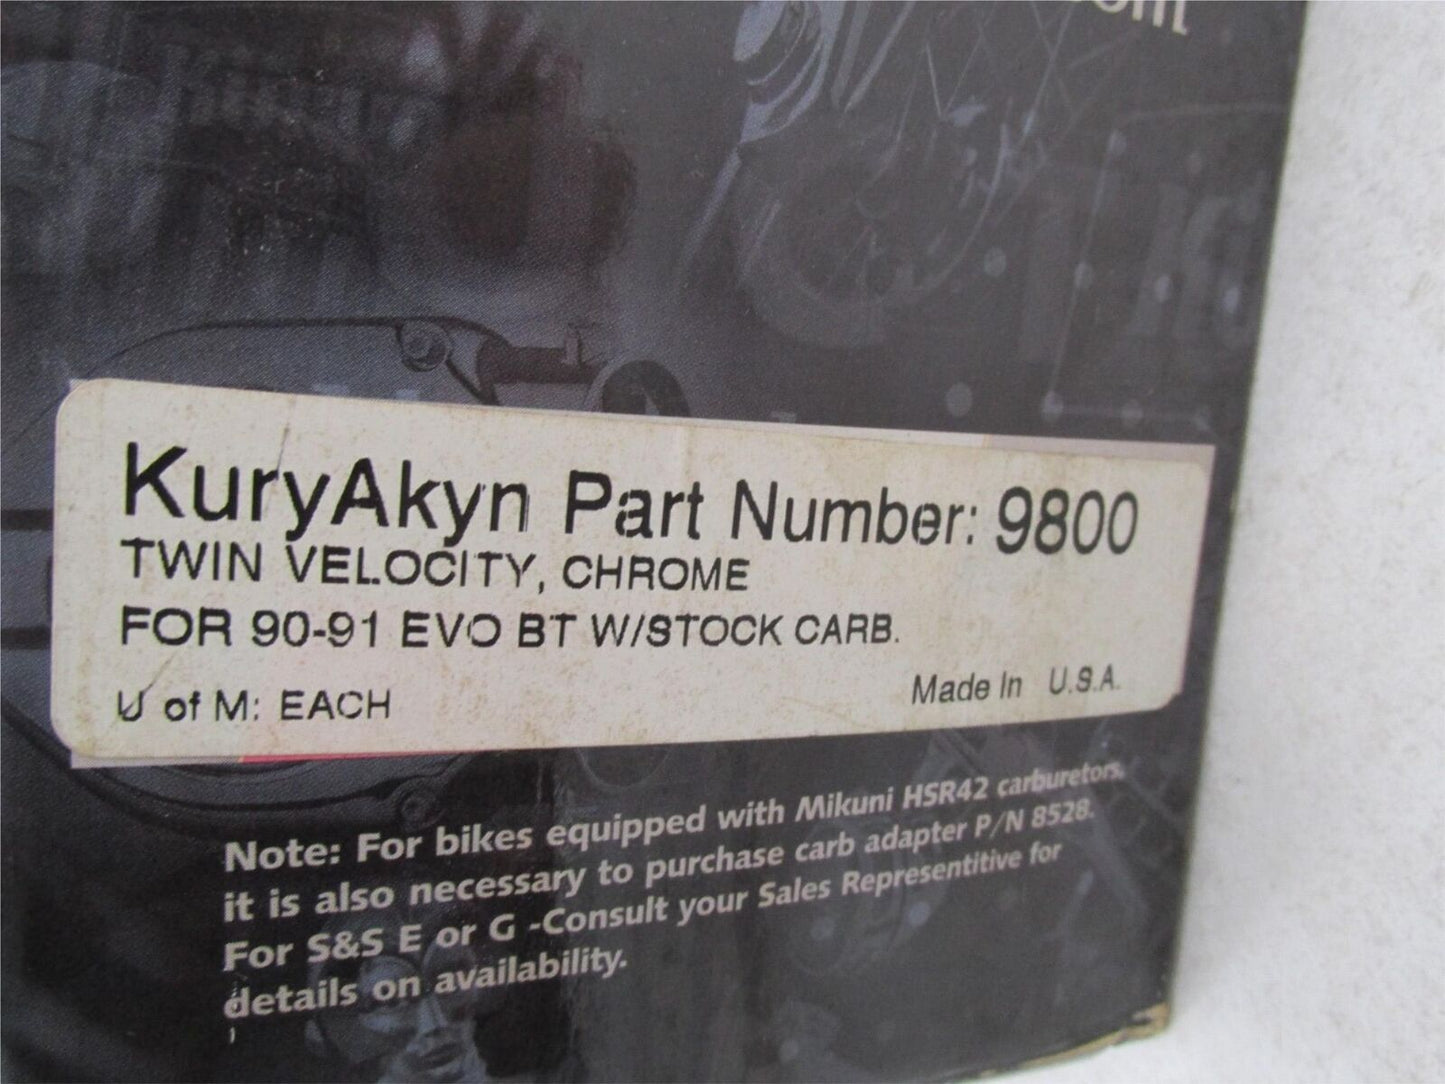 KuryAkyn Part Number: 9800
TWIN VELOCITY, CHROME
FOR 90-91 EVO BT W/STOCK CARB.
U of M: EACH
Made In U.S.A.
Note: For bikes equipped with Mikuni HSR42 carburetors,
it is also necessary to purchase carb adapter P/N 8528.
For S&S E or G -Consult your Sales Representitive for
details on availability.